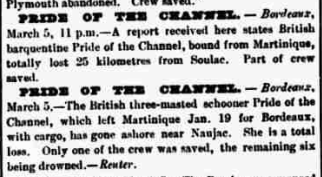 Plymouth abandoned. Crew saved.
PRIDE OF THE CHANNEL.—Bordeaux,
March 5, 11 p.m.—A report received here states British
barquentine Pride of the Channel, bound from Martinique,
totally lost 25 kilometres from Soulac. Part of crew
saved.
PRIDE OF THE CHANNEL.—Bordeaux,
March 5.—The British three-masted schooner Pride of the
Channel, which left Martinique Jan. 19 for Bordeaux,
with cargo, has gone ashore near Naujac. She is a total
loss. Only one of the crew was saved, the remaining six
being drowned.—Reuter.